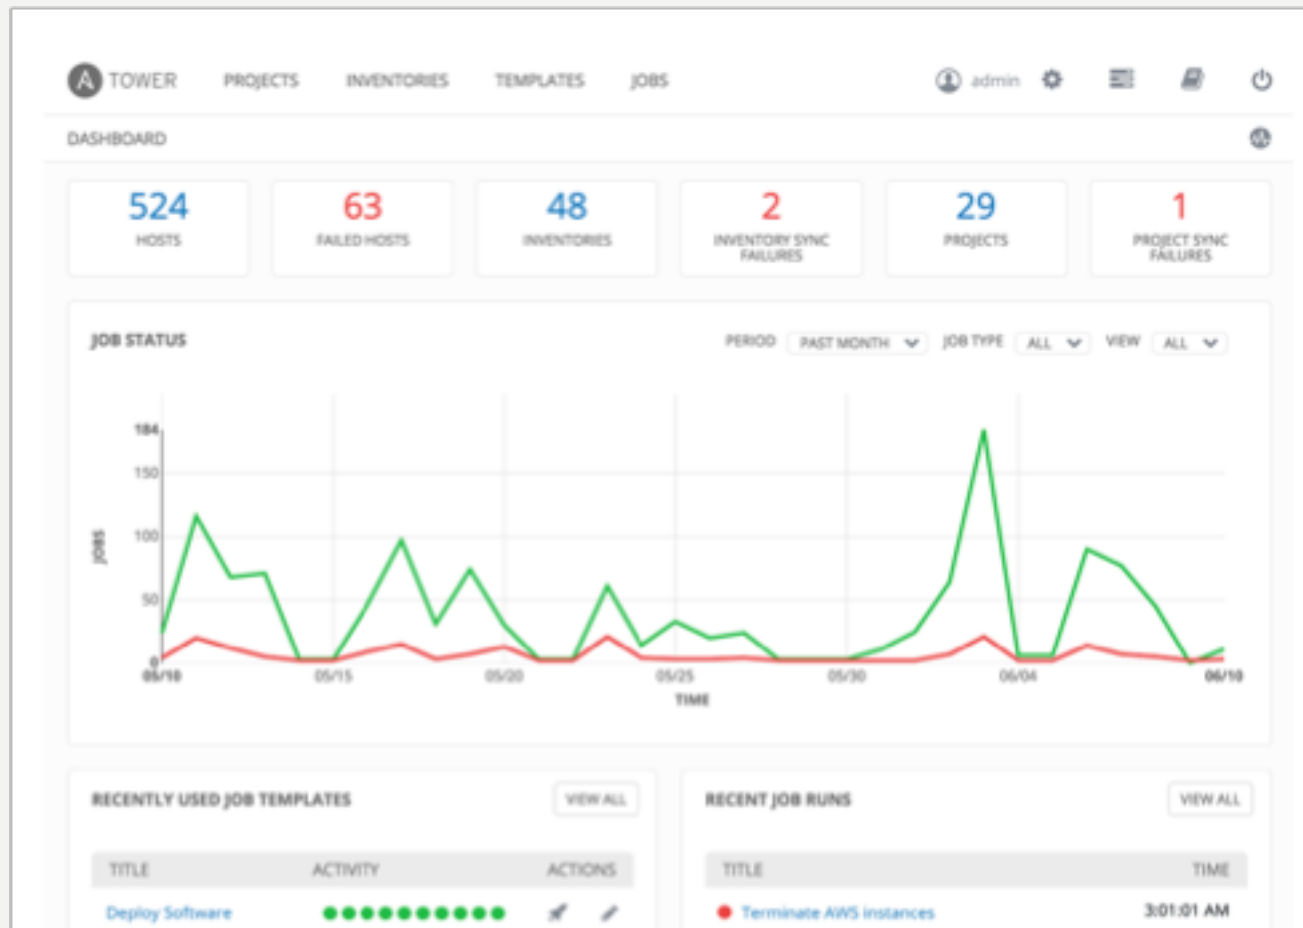 A TOWER PROJECTS INVENTORIES TEMPLATES JOBS admin
DASHBOARD
524 63 48 2 29 1
HOSTS FAILED HOSTS INVENTORIES INVENTORY SYNC FAILURES PROJECTS PROJECT SYNC FAILURES
JOB STATUS PERIOD PAST MONTH JOB TYPE ALL VIEW ALL
184
150
100
JOBS
50
0
05/10 05/15 05/20 05/25 05/30 06/04 06/10
TIME
RECENTLY USED JOB TEMPLATES VIEW ALL RECENT JOB RUNS VIEW ALL
TITLE ACTIVITY ACTIONS TITLE TIME
Deploy Software Terminate AWS instances 3:01:01 AM